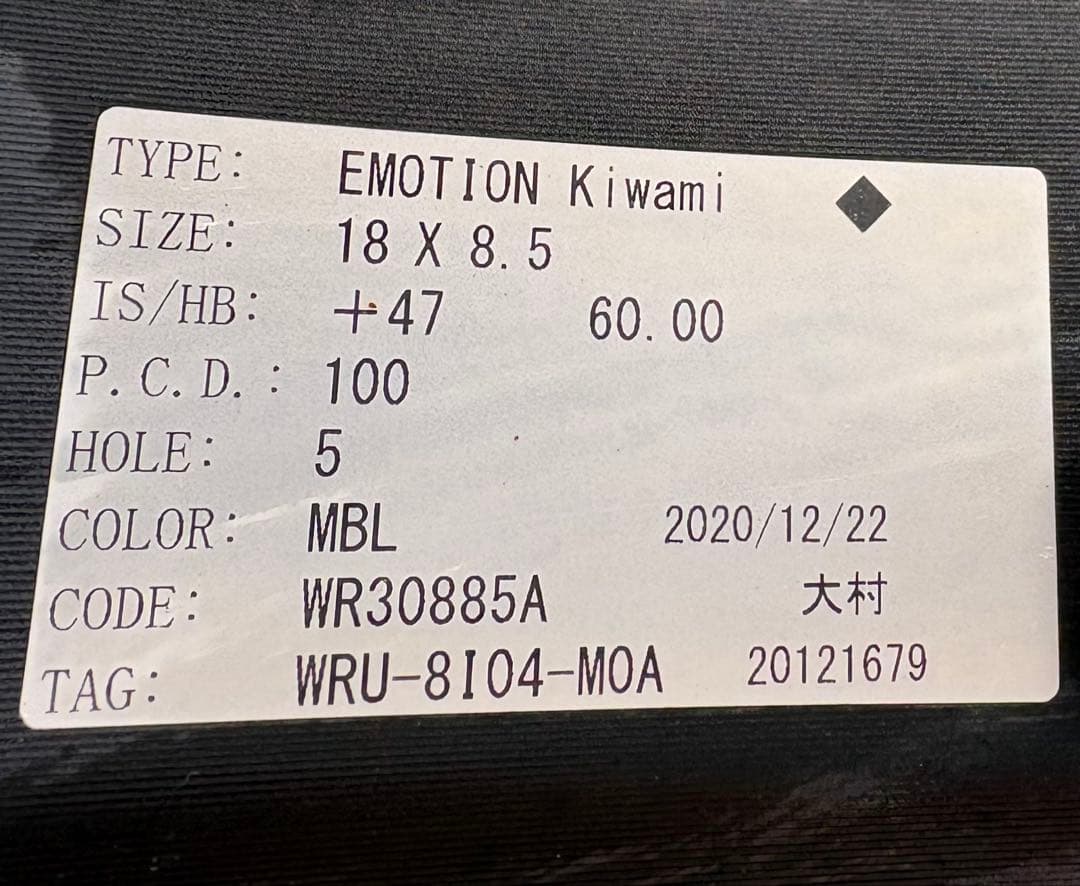 TYPE: EMOTION Kiwami
SIZE: 18 X 8.5
IS/HB: +47 60.00
P.C.D.: 100
HOLE: 5
COLOR: MBL 2020/12/22
CODE: WR30885A 大村
TAG: WRU-8I04-MOA 20121679